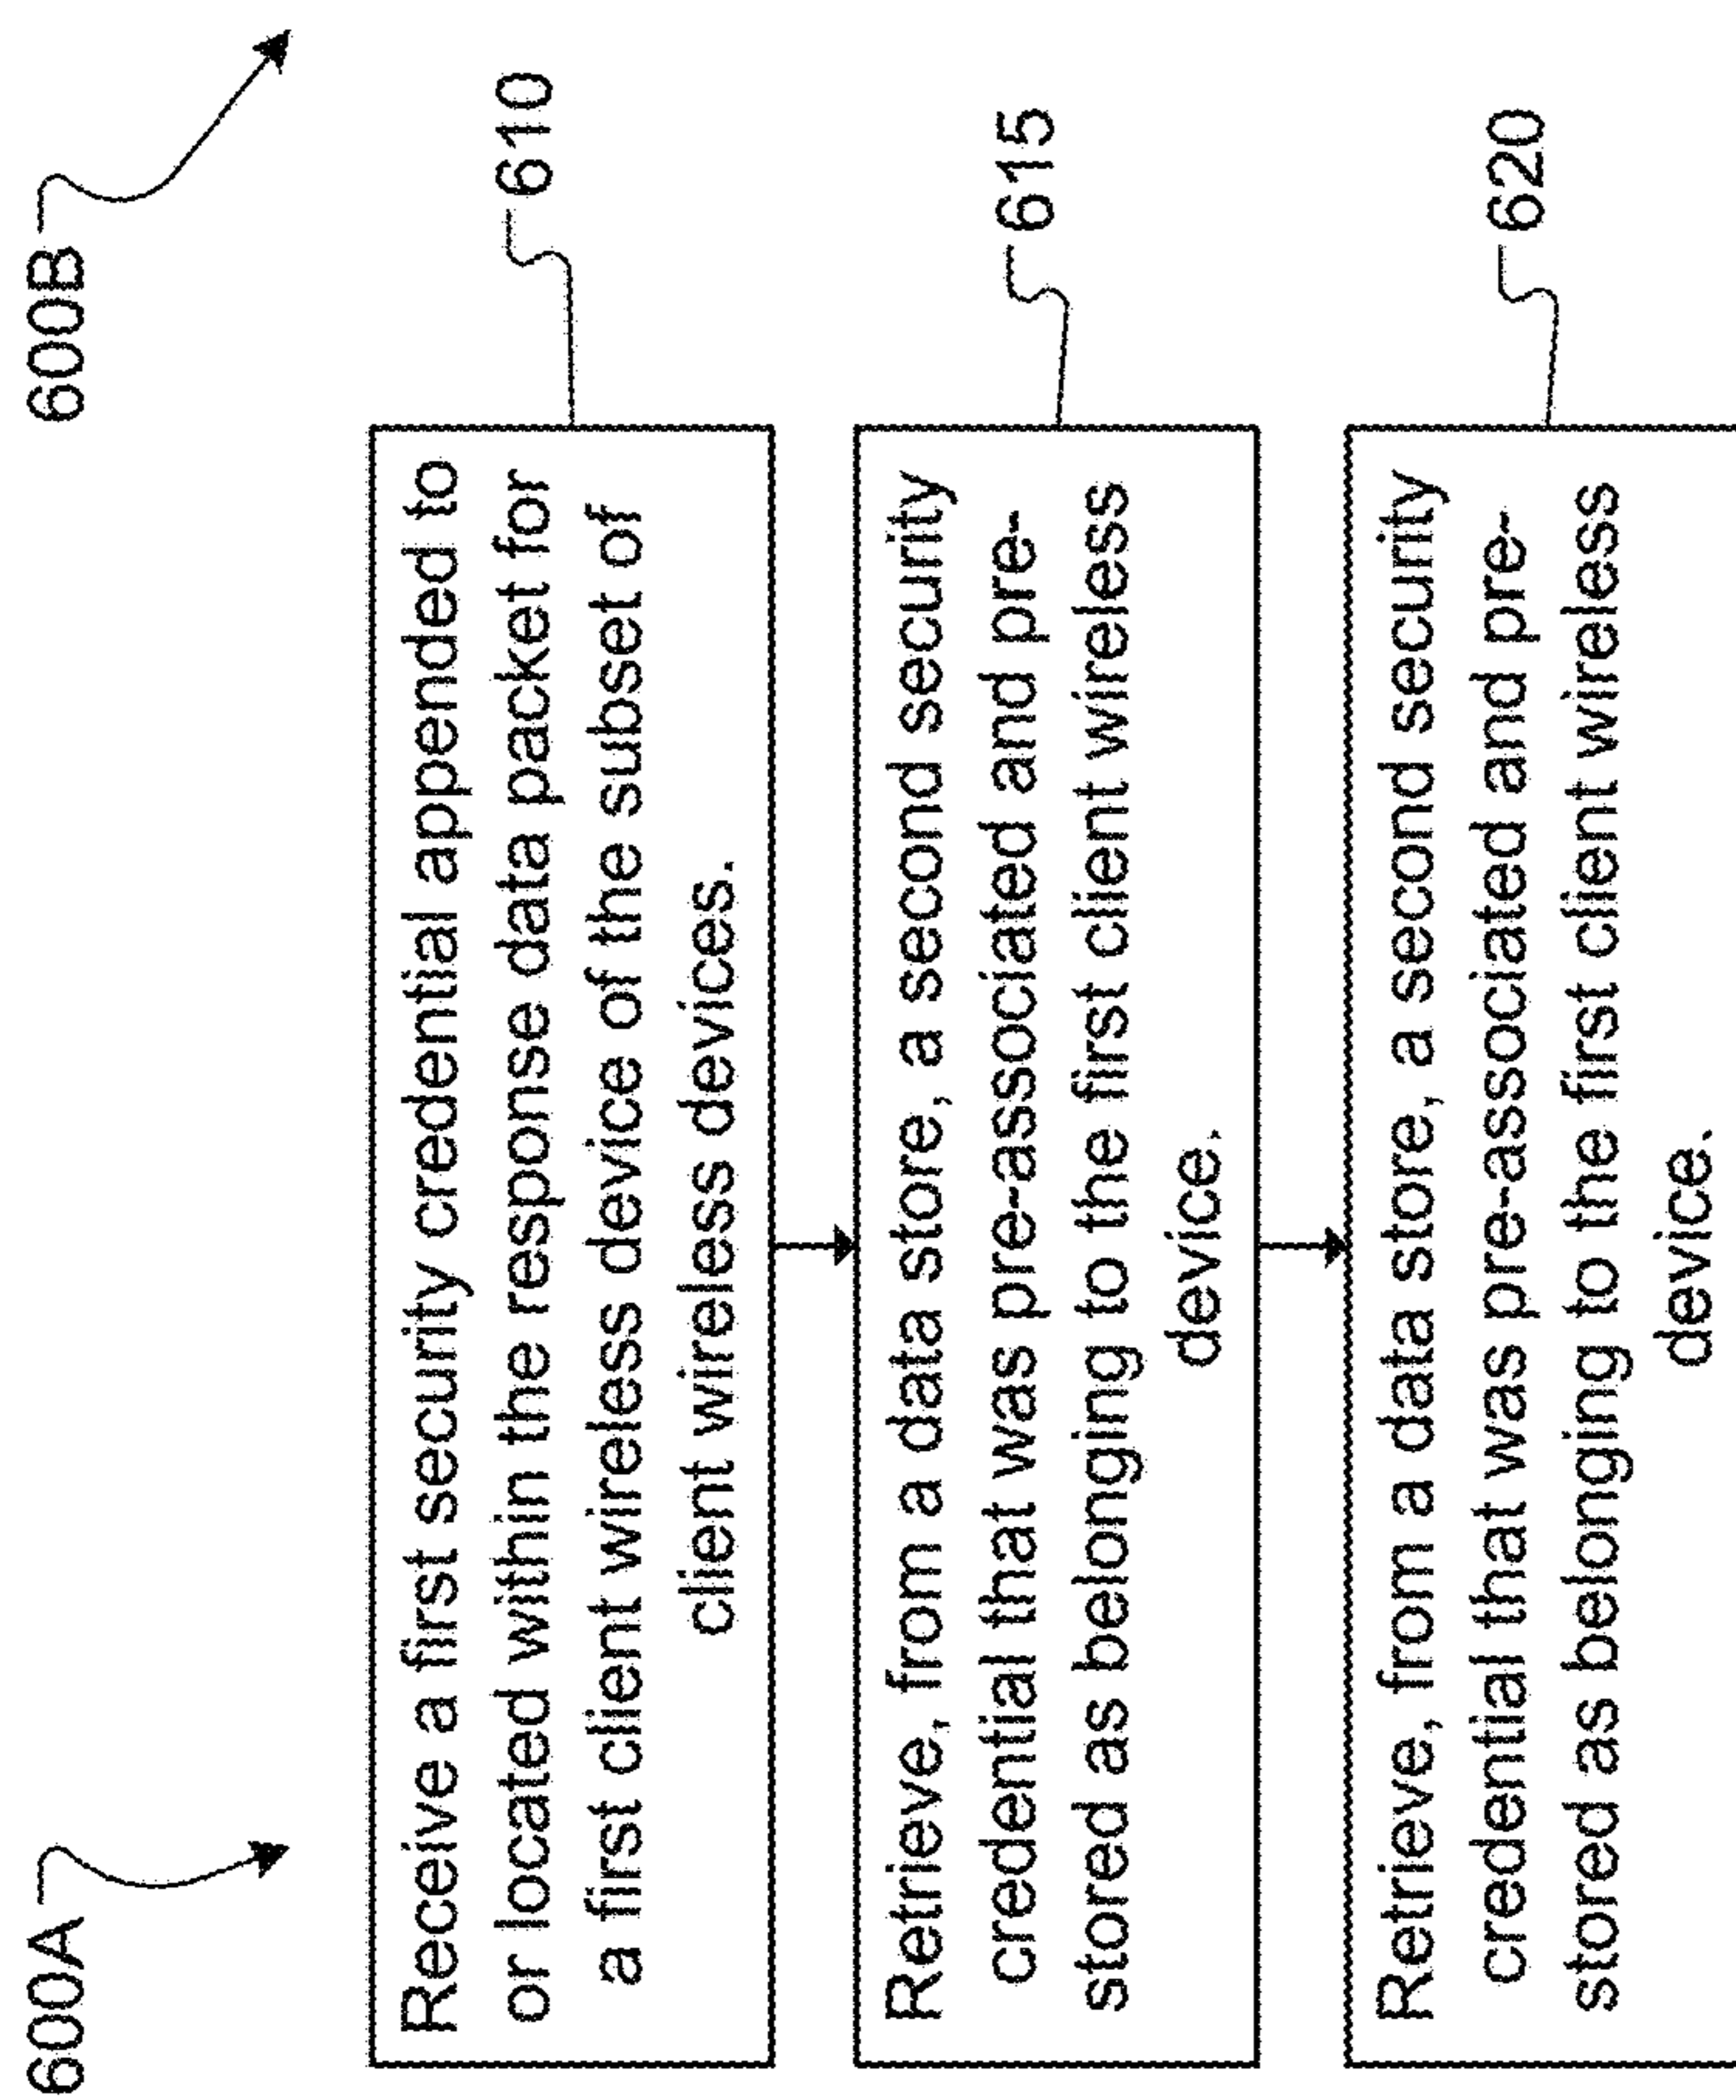 600A
600B
Receive a first security credential appended to
or located within the response data packet for
a first client wireless device of the subset of
client wireless devices.
610
Retrieve, from a data store, a second security
credential that was pre-associated and pre-
stored as belonging to the first client wireless
device.
615
Retrieve, from a data store, a second security
credential that was pre-associated and pre-
stored as belonging to the first client wireless
device.
620